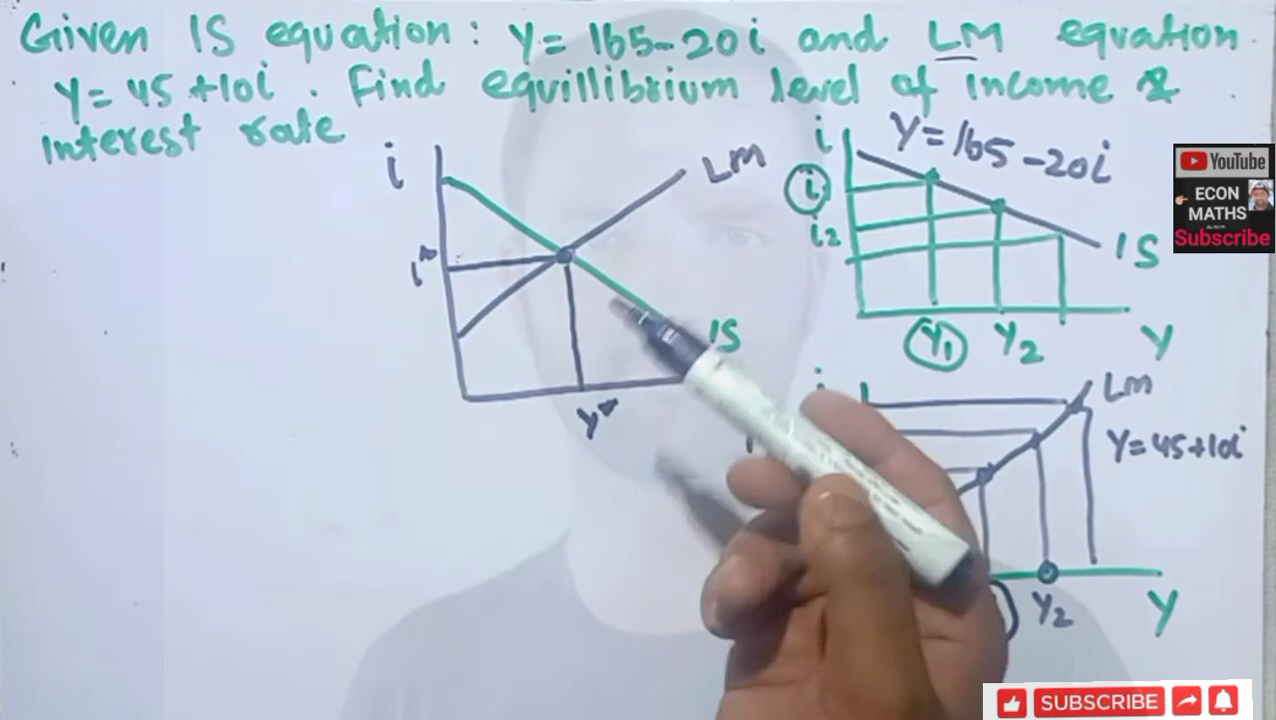 Given IS equation: Y= 165-20i and LM equation
Y= 45+10i. Find equillibrium level of income &
interest rate
i
LM
i*
IS
Y*
i
Y=165-20i
i
i2
IS
Y1 Y2 Y
LM
Y=45+10i
Y2 Y
YouTube
ECON
MATHS
Subscribe
SUBSCRIBE